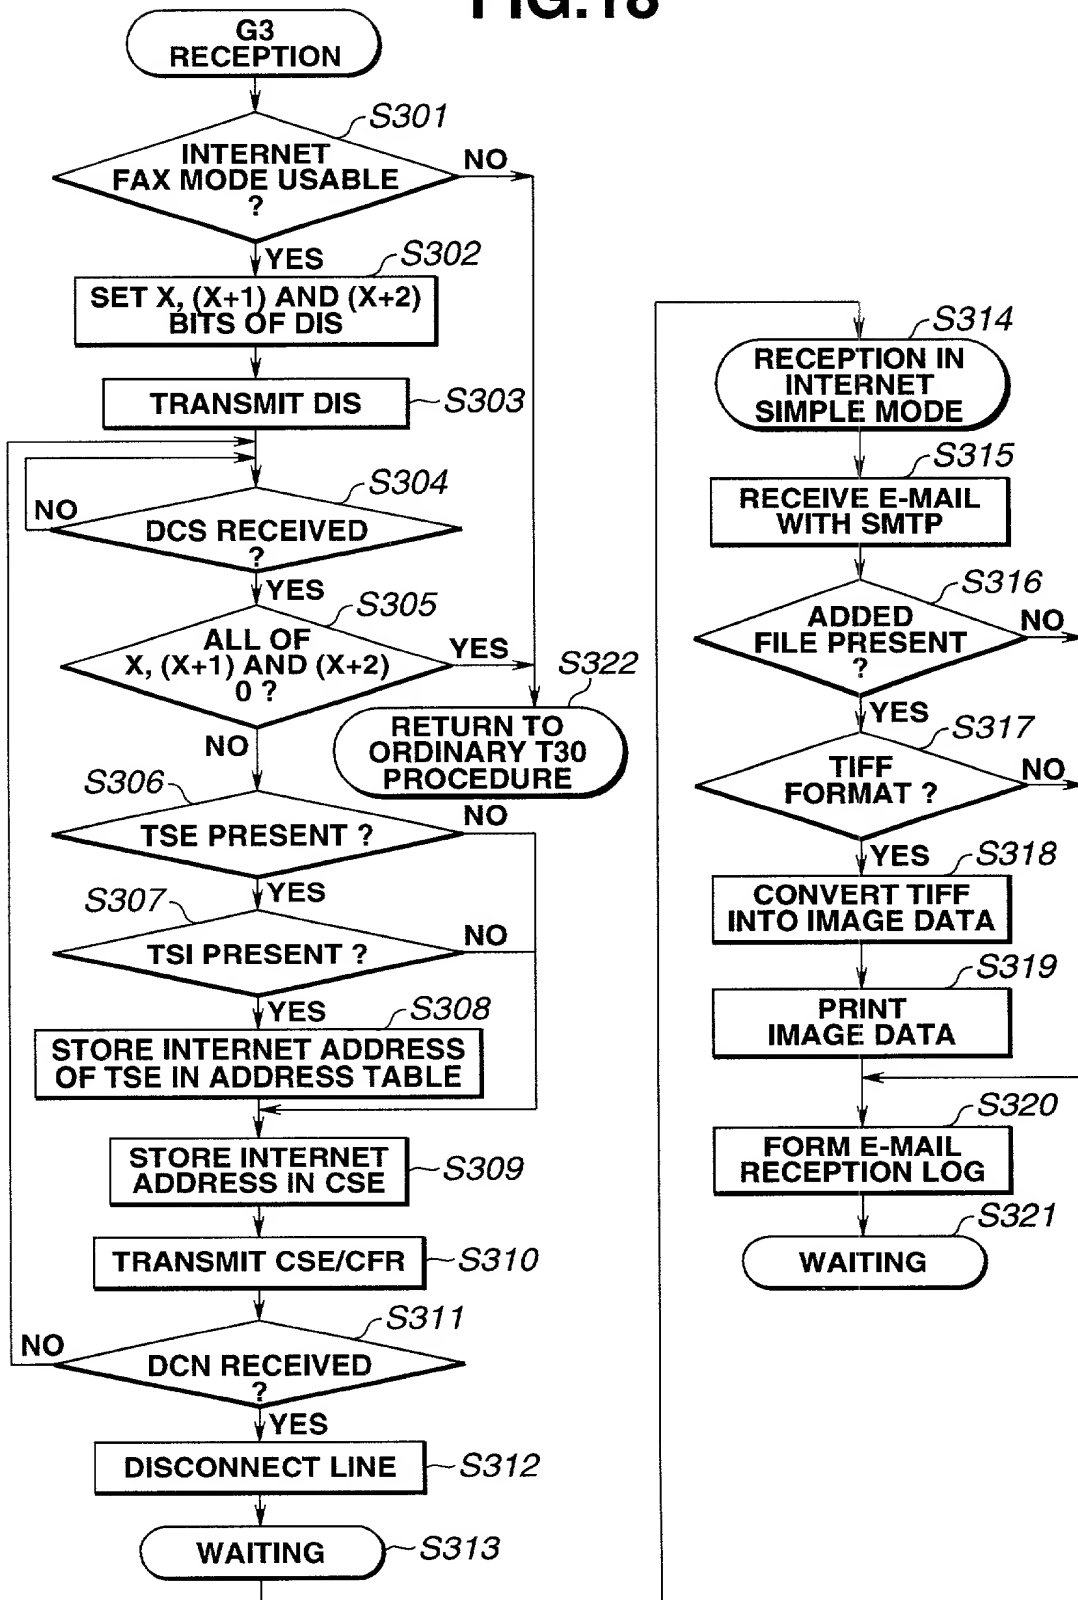 FIG.18
G3
RECEPTION
S301
INTERNET
FAX MODE USABLE
?
NO
YES
S302
SET X, (X+1) AND (X+2)
BITS OF DIS
TRANSMIT DIS
S303
S304
NO
DCS RECEIVED
?
YES
S305
ALL OF
X, (X+1) AND (X+2)
0 ?
YES
NO
S322
RETURN TO
ORDINARY T30
PROCEDURE
S306
TSE PRESENT ?
NO
YES
S307
TSI PRESENT ?
NO
YES
S308
STORE INTERNET ADDRESS
OF TSE IN ADDRESS TABLE
STORE INTERNET
ADDRESS IN CSE
S309
TRANSMIT CSE/CFR
S310
S311
NO
DCN RECEIVED
?
YES
DISCONNECT LINE
S312
WAITING
S313
S314
RECEPTION IN
INTERNET
SIMPLE MODE
S315
RECEIVE E-MAIL
WITH SMTP
S316
ADDED
FILE PRESENT
?
NO
YES
S317
TIFF
FORMAT ?
NO
YES
S318
CONVERT TIFF
INTO IMAGE DATA
S319
PRINT
IMAGE DATA
S320
FORM E-MAIL
RECEPTION LOG
S321
WAITING